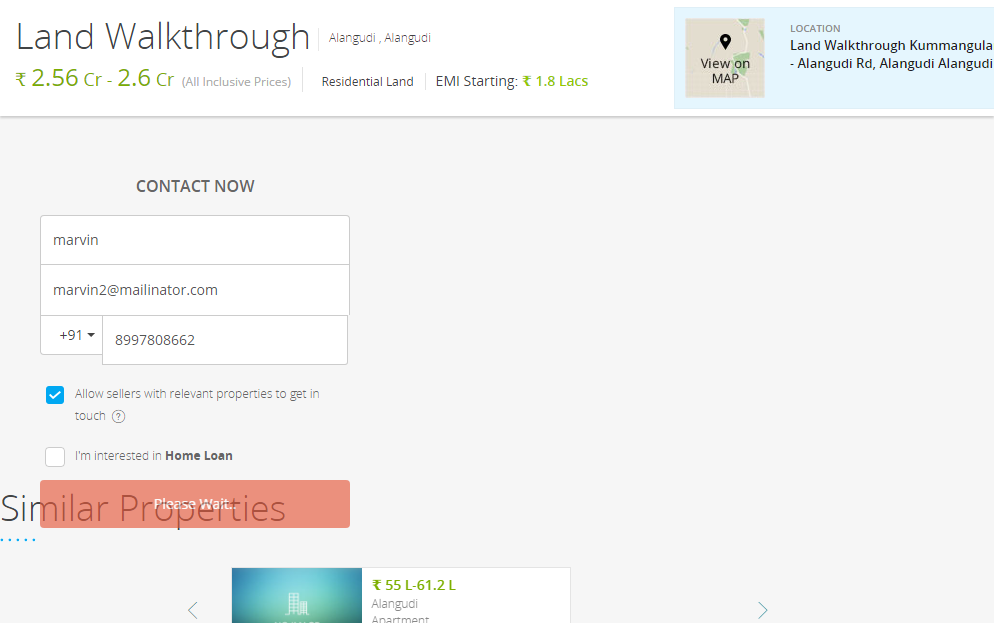 Land Walkthrough
Alangudi , Alangudi
₹ 2.56 Cr - 2.6 Cr (All Inclusive Prices)
Residential Land
EMI Starting: ₹ 1.8 Lacs
View on
MAP
LOCATION
Land Walkthrough Kummangula
- Alangudi Rd, Alangudi Alangudi
CONTACT NOW
marvin
marvin2@mailinator.com
+91
8997808662
Allow sellers with relevant properties to get in
touch ?
I'm interested in Home Loan
Please Wait..
Similar Properties
₹ 55 L-61.2 L
Alangudi
Apartment